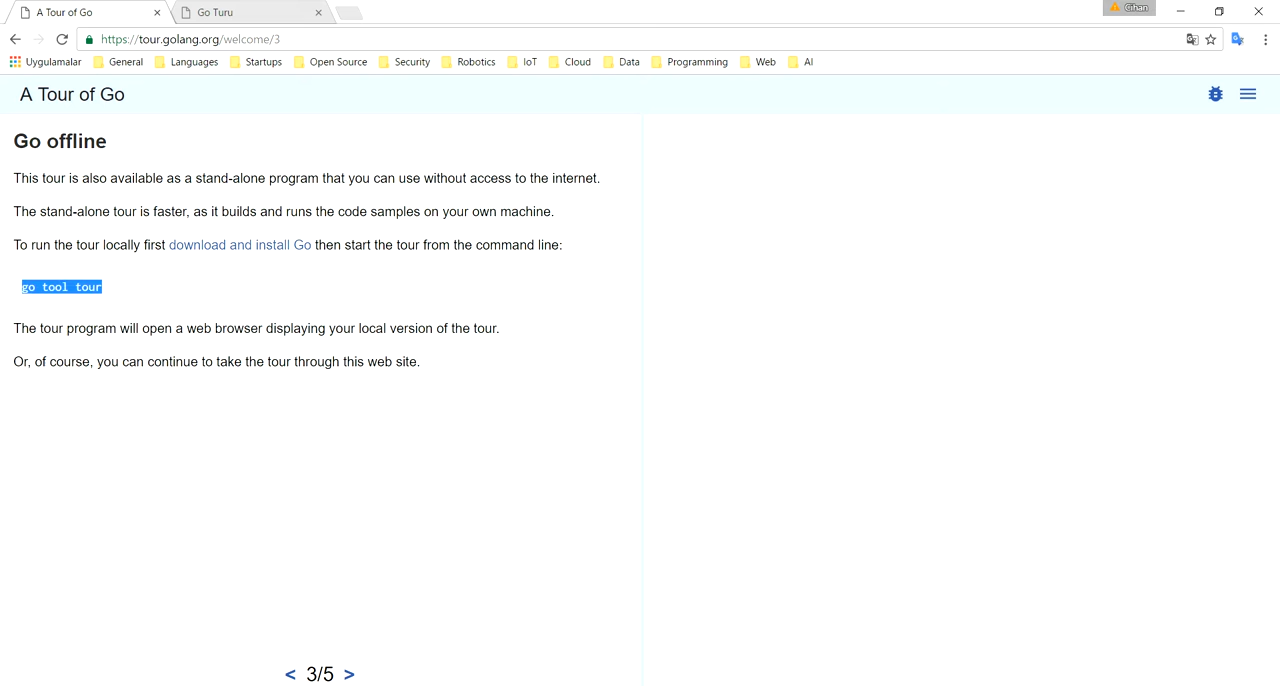 A Tour of Go
Go Turu
Cihan
https://tour.golang.org/welcome/3
Uygulamalar General Languages Startups Open Source Security Robotics IoT Cloud Data Programming Web AI
A Tour of Go
Go offline
This tour is also available as a stand-alone program that you can use without access to the internet.
The stand-alone tour is faster, as it builds and runs the code samples on your own machine.
To run the tour locally first download and install Go then start the tour from the command line:
go tool tour
The tour program will open a web browser displaying your local version of the tour.
Or, of course, you can continue to take the tour through this web site.
< 3/5 >